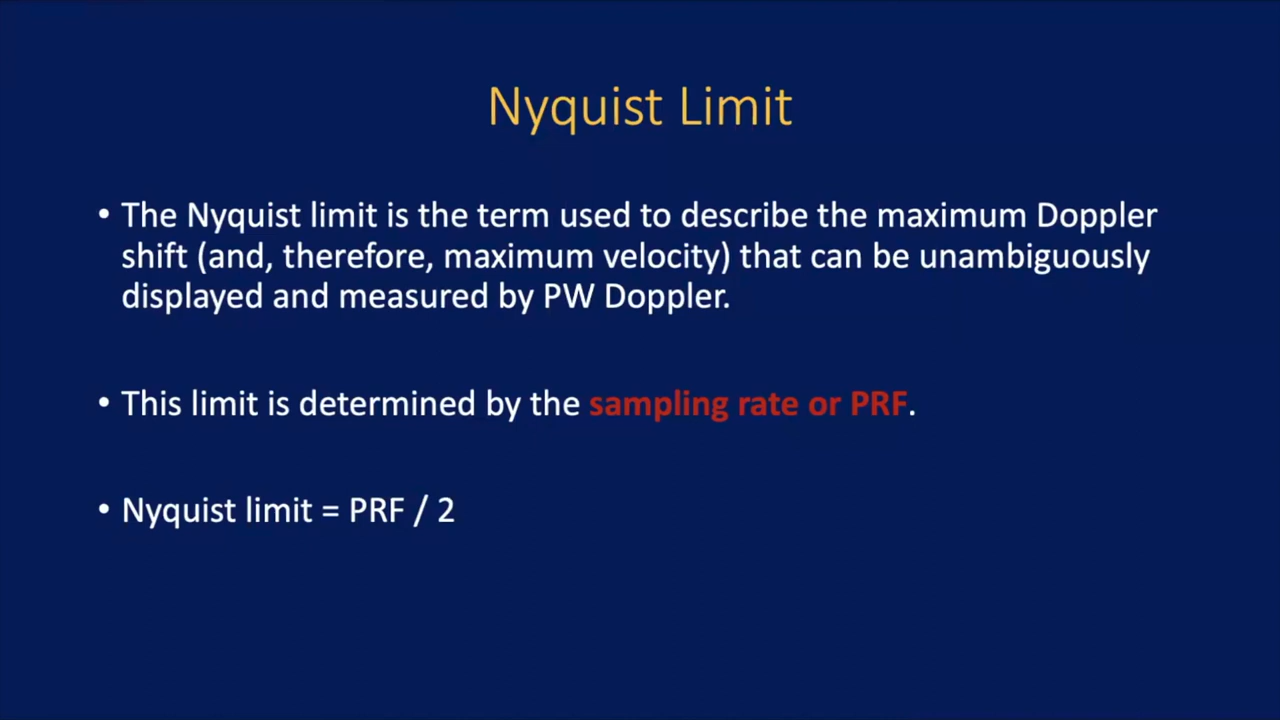 Nyquist Limit
• The Nyquist limit is the term used to describe the maximum Doppler
shift (and, therefore, maximum velocity) that can be unambiguously
displayed and measured by PW Doppler.
• This limit is determined by the sampling rate or PRF.
• Nyquist limit = PRF / 2